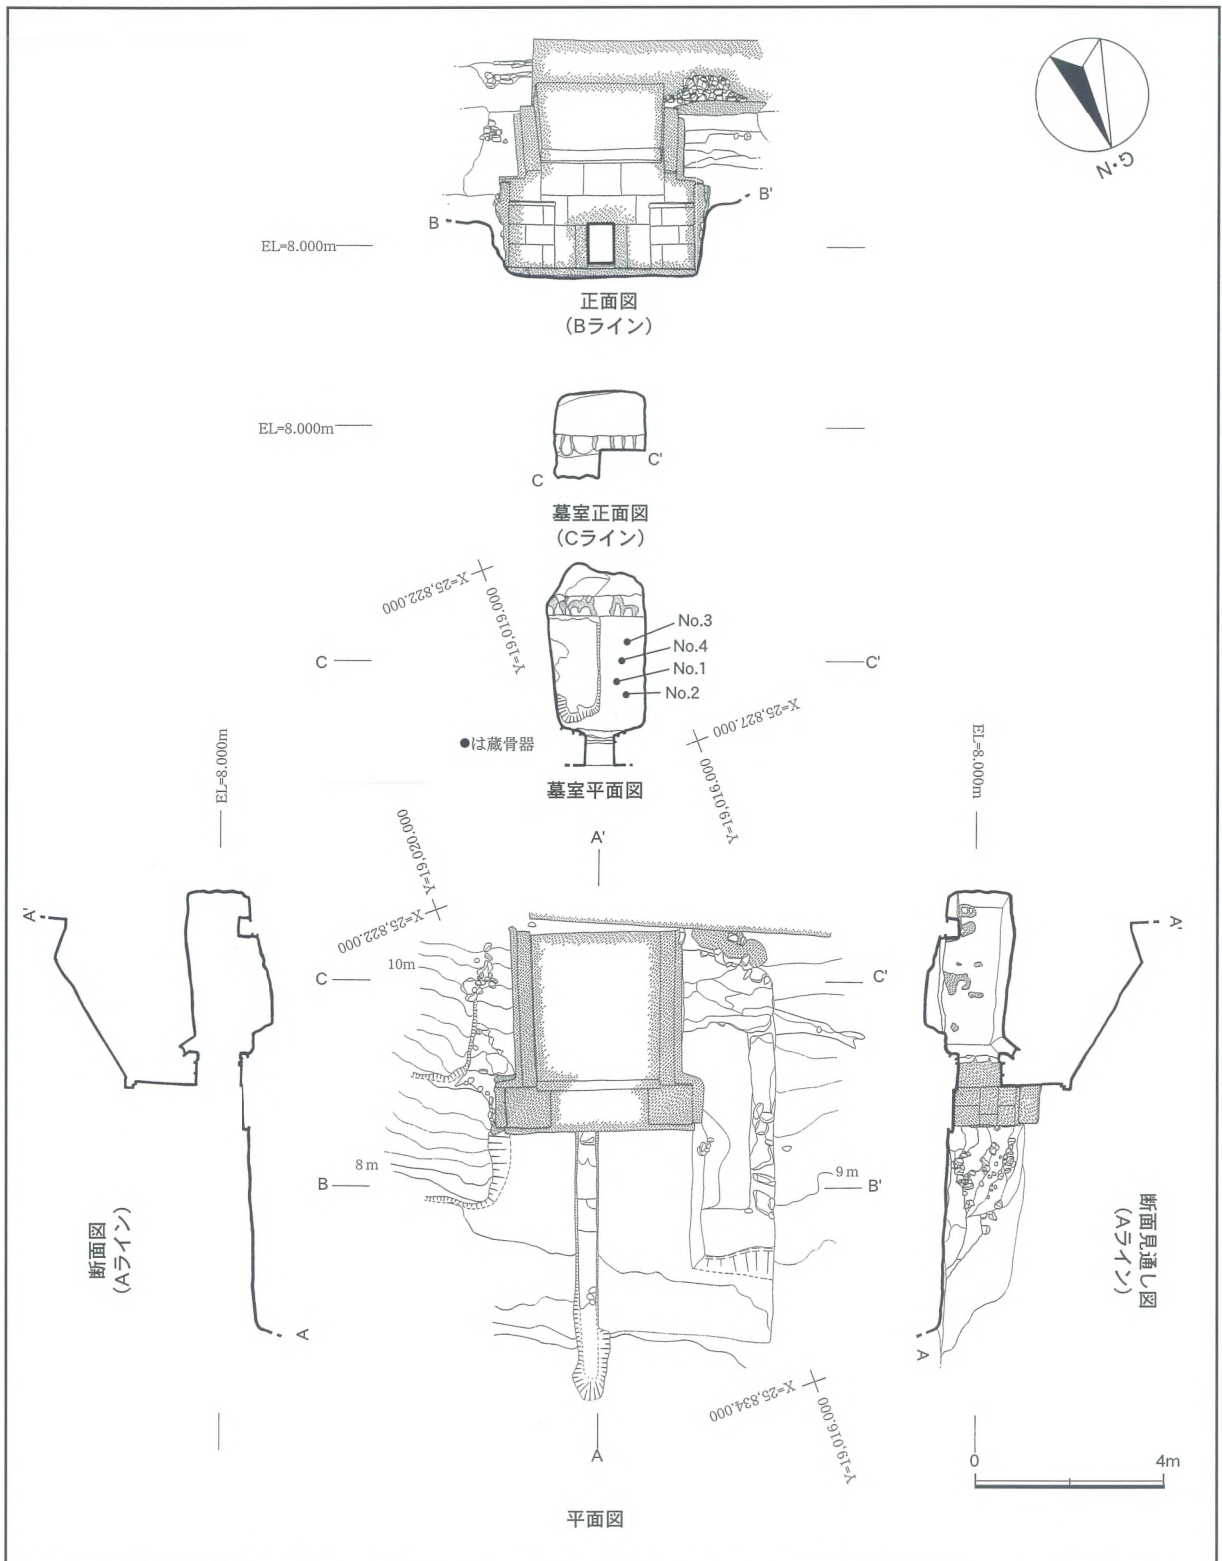 G・N
B
B'
EL=8.000m
正面図
(Bライン)
EL=8.000m
C
C'
墓室正面図
(Cライン)
X=25,822.000
Y=19,019.000
No.3
No.4
No.1
No.2
C
C'
X=25,827.000
Y=19,016.000
●は蔵骨器
墓室平面図
EL=8.000m
EL=8.000m
A'
Y=19,020.000
X=25,822.000
A'
A'
10m
C
C'
8m
B
9m
B'
断面図
(Aライン)
断面見通し図
(Aライン)
A
A
X=25,834.000
Y=19,016.000
A
0
4m
平面図